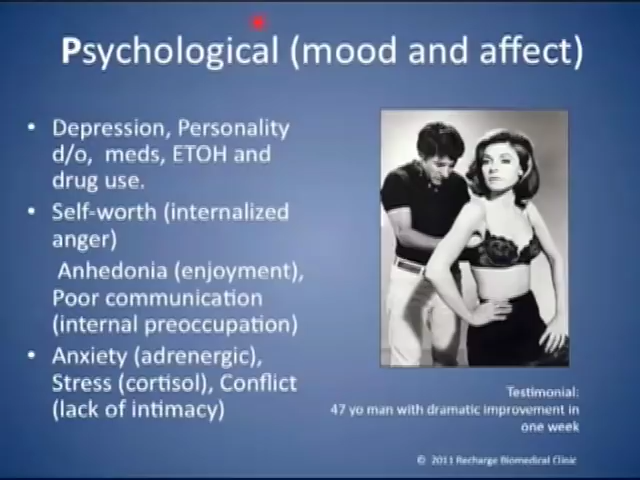 Psychological (mood and affect)
• Depression, Personality
d/o, meds, ETOH and
drug use.
• Self-worth (internalized
anger)
Anhedonia (enjoyment),
Poor communication
(internal preoccupation)
• Anxiety (adrenergic),
Stress (cortisol), Conflict
(lack of intimacy)
Testimonial:
47 yo man with dramatic improvement in
one week
© 2011 Recharge Biomedical Clinic